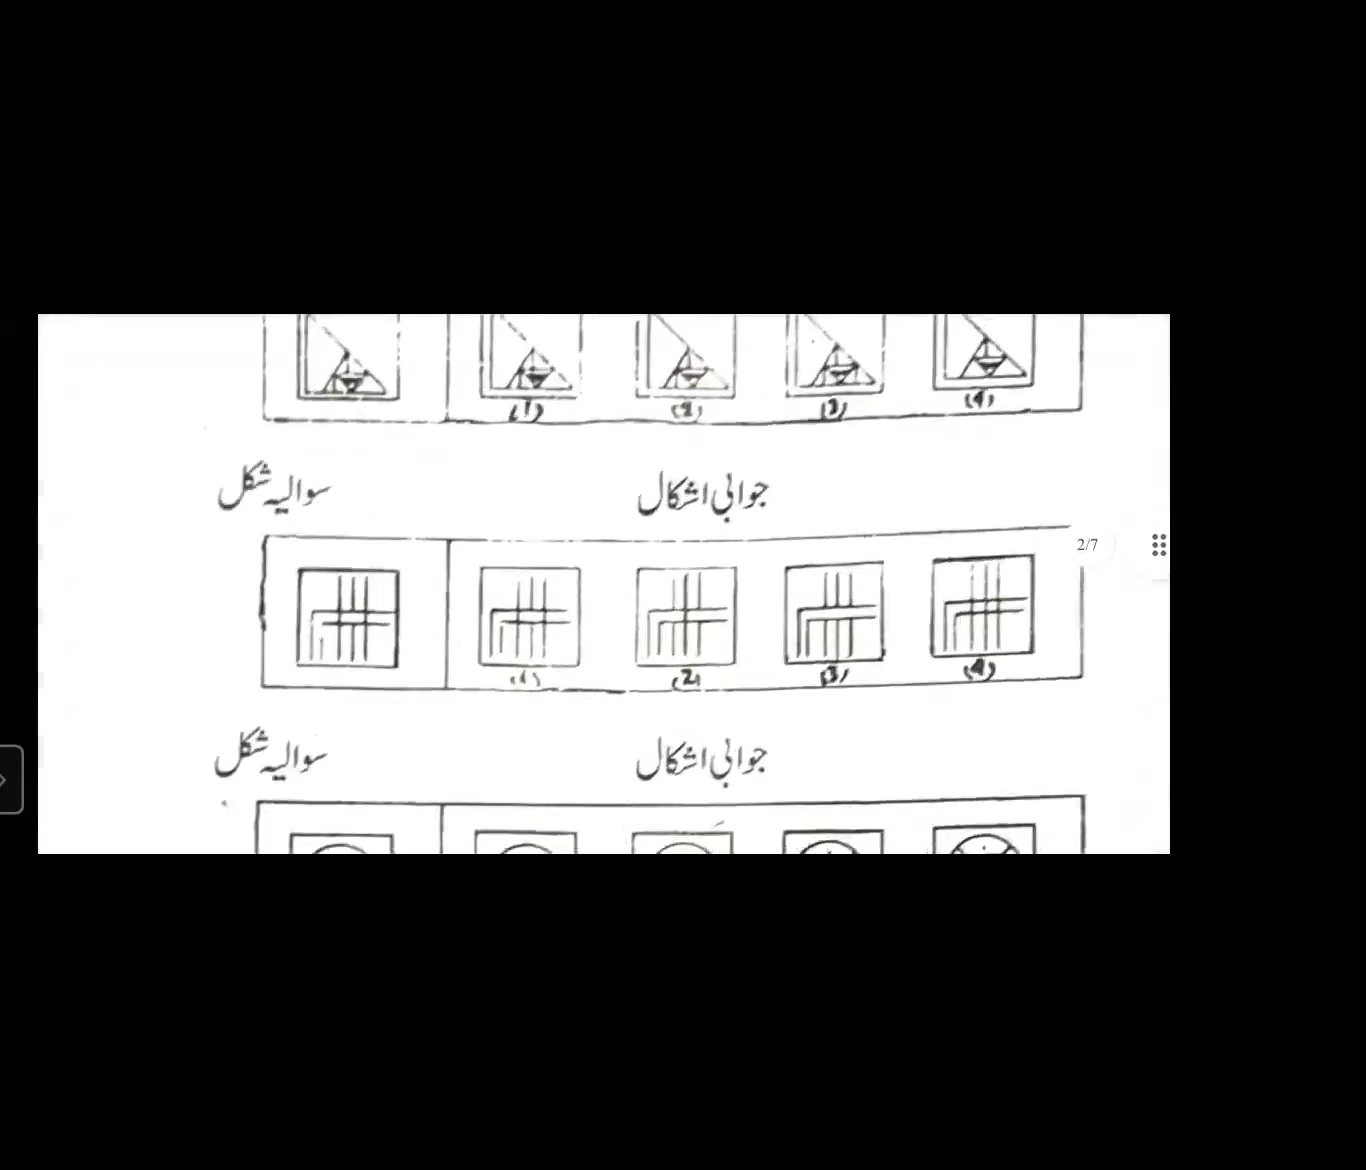 (1) (2) (3) (4)
سوالیہ شکل جوابی اشکال
2/7
(1) (2) (3) (4)
سوالیہ شکل جوابی اشکال